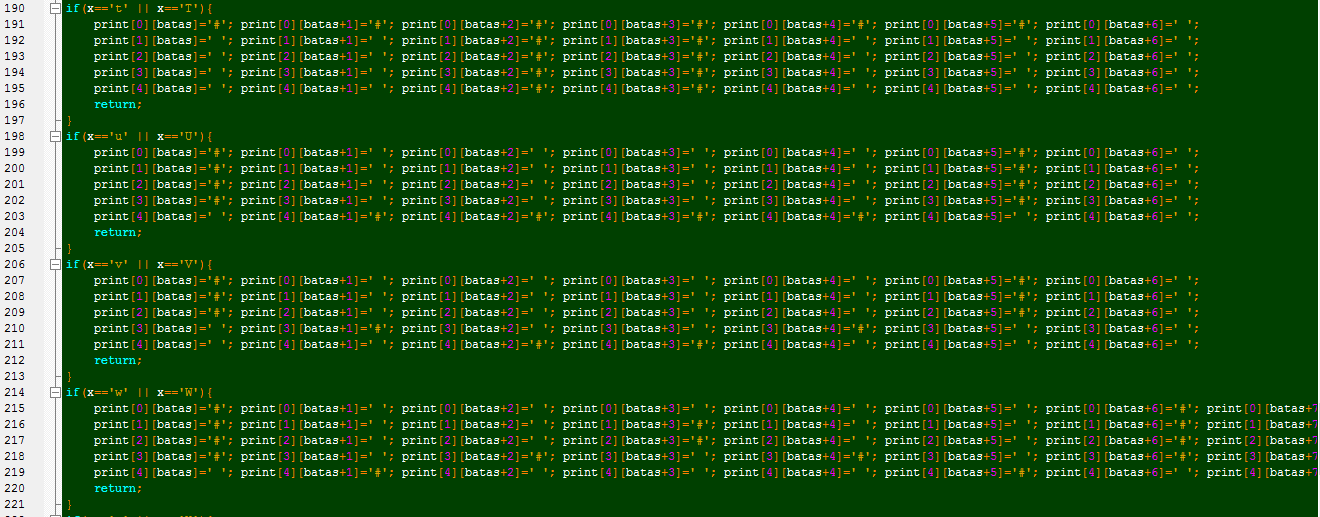 190 if(x=='t' || x=='T'){
191 print[0][batas]='#'; print[0][batas+1]='#'; print[0][batas+2]='#'; print[0][batas+3]='#'; print[0][batas+4]='#'; print[0][batas+5]='#'; print[0][batas+6]=' ';
192 print[1][batas]=' '; print[1][batas+1]=' '; print[1][batas+2]='#'; print[1][batas+3]='#'; print[1][batas+4]=' '; print[1][batas+5]=' '; print[1][batas+6]=' ';
193 print[2][batas]=' '; print[2][batas+1]=' '; print[2][batas+2]='#'; print[2][batas+3]='#'; print[2][batas+4]=' '; print[2][batas+5]=' '; print[2][batas+6]=' ';
194 print[3][batas]=' '; print[3][batas+1]=' '; print[3][batas+2]='#'; print[3][batas+3]='#'; print[3][batas+4]=' '; print[3][batas+5]=' '; print[3][batas+6]=' ';
195 print[4][batas]=' '; print[4][batas+1]=' '; print[4][batas+2]='#'; print[4][batas+3]='#'; print[4][batas+4]=' '; print[4][batas+5]=' '; print[4][batas+6]=' ';
196 return;
197 }
198 if(x=='u' || x=='U'){
199 print[0][batas]='#'; print[0][batas+1]=' '; print[0][batas+2]=' '; print[0][batas+3]=' '; print[0][batas+4]=' '; print[0][batas+5]='#'; print[0][batas+6]=' ';
200 print[1][batas]='#'; print[1][batas+1]=' '; print[1][batas+2]=' '; print[1][batas+3]=' '; print[1][batas+4]=' '; print[1][batas+5]='#'; print[1][batas+6]=' ';
201 print[2][batas]='#'; print[2][batas+1]=' '; print[2][batas+2]=' '; print[2][batas+3]=' '; print[2][batas+4]=' '; print[2][batas+5]='#'; print[2][batas+6]=' ';
202 print[3][batas]='#'; print[3][batas+1]=' '; print[3][batas+2]=' '; print[3][batas+3]=' '; print[3][batas+4]=' '; print[3][batas+5]='#'; print[3][batas+6]=' ';
203 print[4][batas]=' '; print[4][batas+1]='#'; print[4][batas+2]='#'; print[4][batas+3]='#'; print[4][batas+4]='#'; print[4][batas+5]=' '; print[4][batas+6]=' ';
204 return;
205 }
206 if(x=='v' || x=='V'){
207 print[0][batas]='#'; print[0][batas+1]=' '; print[0][batas+2]=' '; print[0][batas+3]=' '; print[0][batas+4]=' '; print[0][batas+5]='#'; print[0][batas+6]=' ';
208 print[1][batas]='#'; print[1][batas+1]=' '; print[1][batas+2]=' '; print[1][batas+3]=' '; print[1][batas+4]=' '; print[1][batas+5]='#'; print[1][batas+6]=' ';
209 print[2][batas]='#'; print[2][batas+1]=' '; print[2][batas+2]=' '; print[2][batas+3]=' '; print[2][batas+4]=' '; print[2][batas+5]='#'; print[2][batas+6]=' ';
210 print[3][batas]=' '; print[3][batas+1]='#'; print[3][batas+2]=' '; print[3][batas+3]=' '; print[3][batas+4]='#'; print[3][batas+5]=' '; print[3][batas+6]=' ';
211 print[4][batas]=' '; print[4][batas+1]=' '; print[4][batas+2]='#'; print[4][batas+3]='#'; print[4][batas+4]=' '; print[4][batas+5]=' '; print[4][batas+6]=' ';
212 return;
213 }
214 if(x=='w' || x=='W'){
215 print[0][batas]='#'; print[0][batas+1]=' '; print[0][batas+2]=' '; print[0][batas+3]=' '; print[0][batas+4]=' '; print[0][batas+5]=' '; print[0][batas+6]='#'; print[0][batas+7
216 print[1][batas]='#'; print[1][batas+1]=' '; print[1][batas+2]=' '; print[1][batas+3]='#'; print[1][batas+4]=' '; print[1][batas+5]=' '; print[1][batas+6]='#'; print[1][batas+7
217 print[2][batas]='#'; print[2][batas+1]=' '; print[2][batas+2]=' '; print[2][batas+3]='#'; print[2][batas+4]=' '; print[2][batas+5]=' '; print[2][batas+6]='#'; print[2][batas+7
218 print[3][batas]='#'; print[3][batas+1]=' '; print[3][batas+2]='#'; print[3][batas+3]=' '; print[3][batas+4]='#'; print[3][batas+5]=' '; print[3][batas+6]='#'; print[3][batas+7
219 print[4][batas]=' '; print[4][batas+1]='#'; print[4][batas+2]=' '; print[4][batas+3]=' '; print[4][batas+4]=' '; print[4][batas+5]='#'; print[4][batas+6]=' '; print[4][batas+7
220 return;
221 }